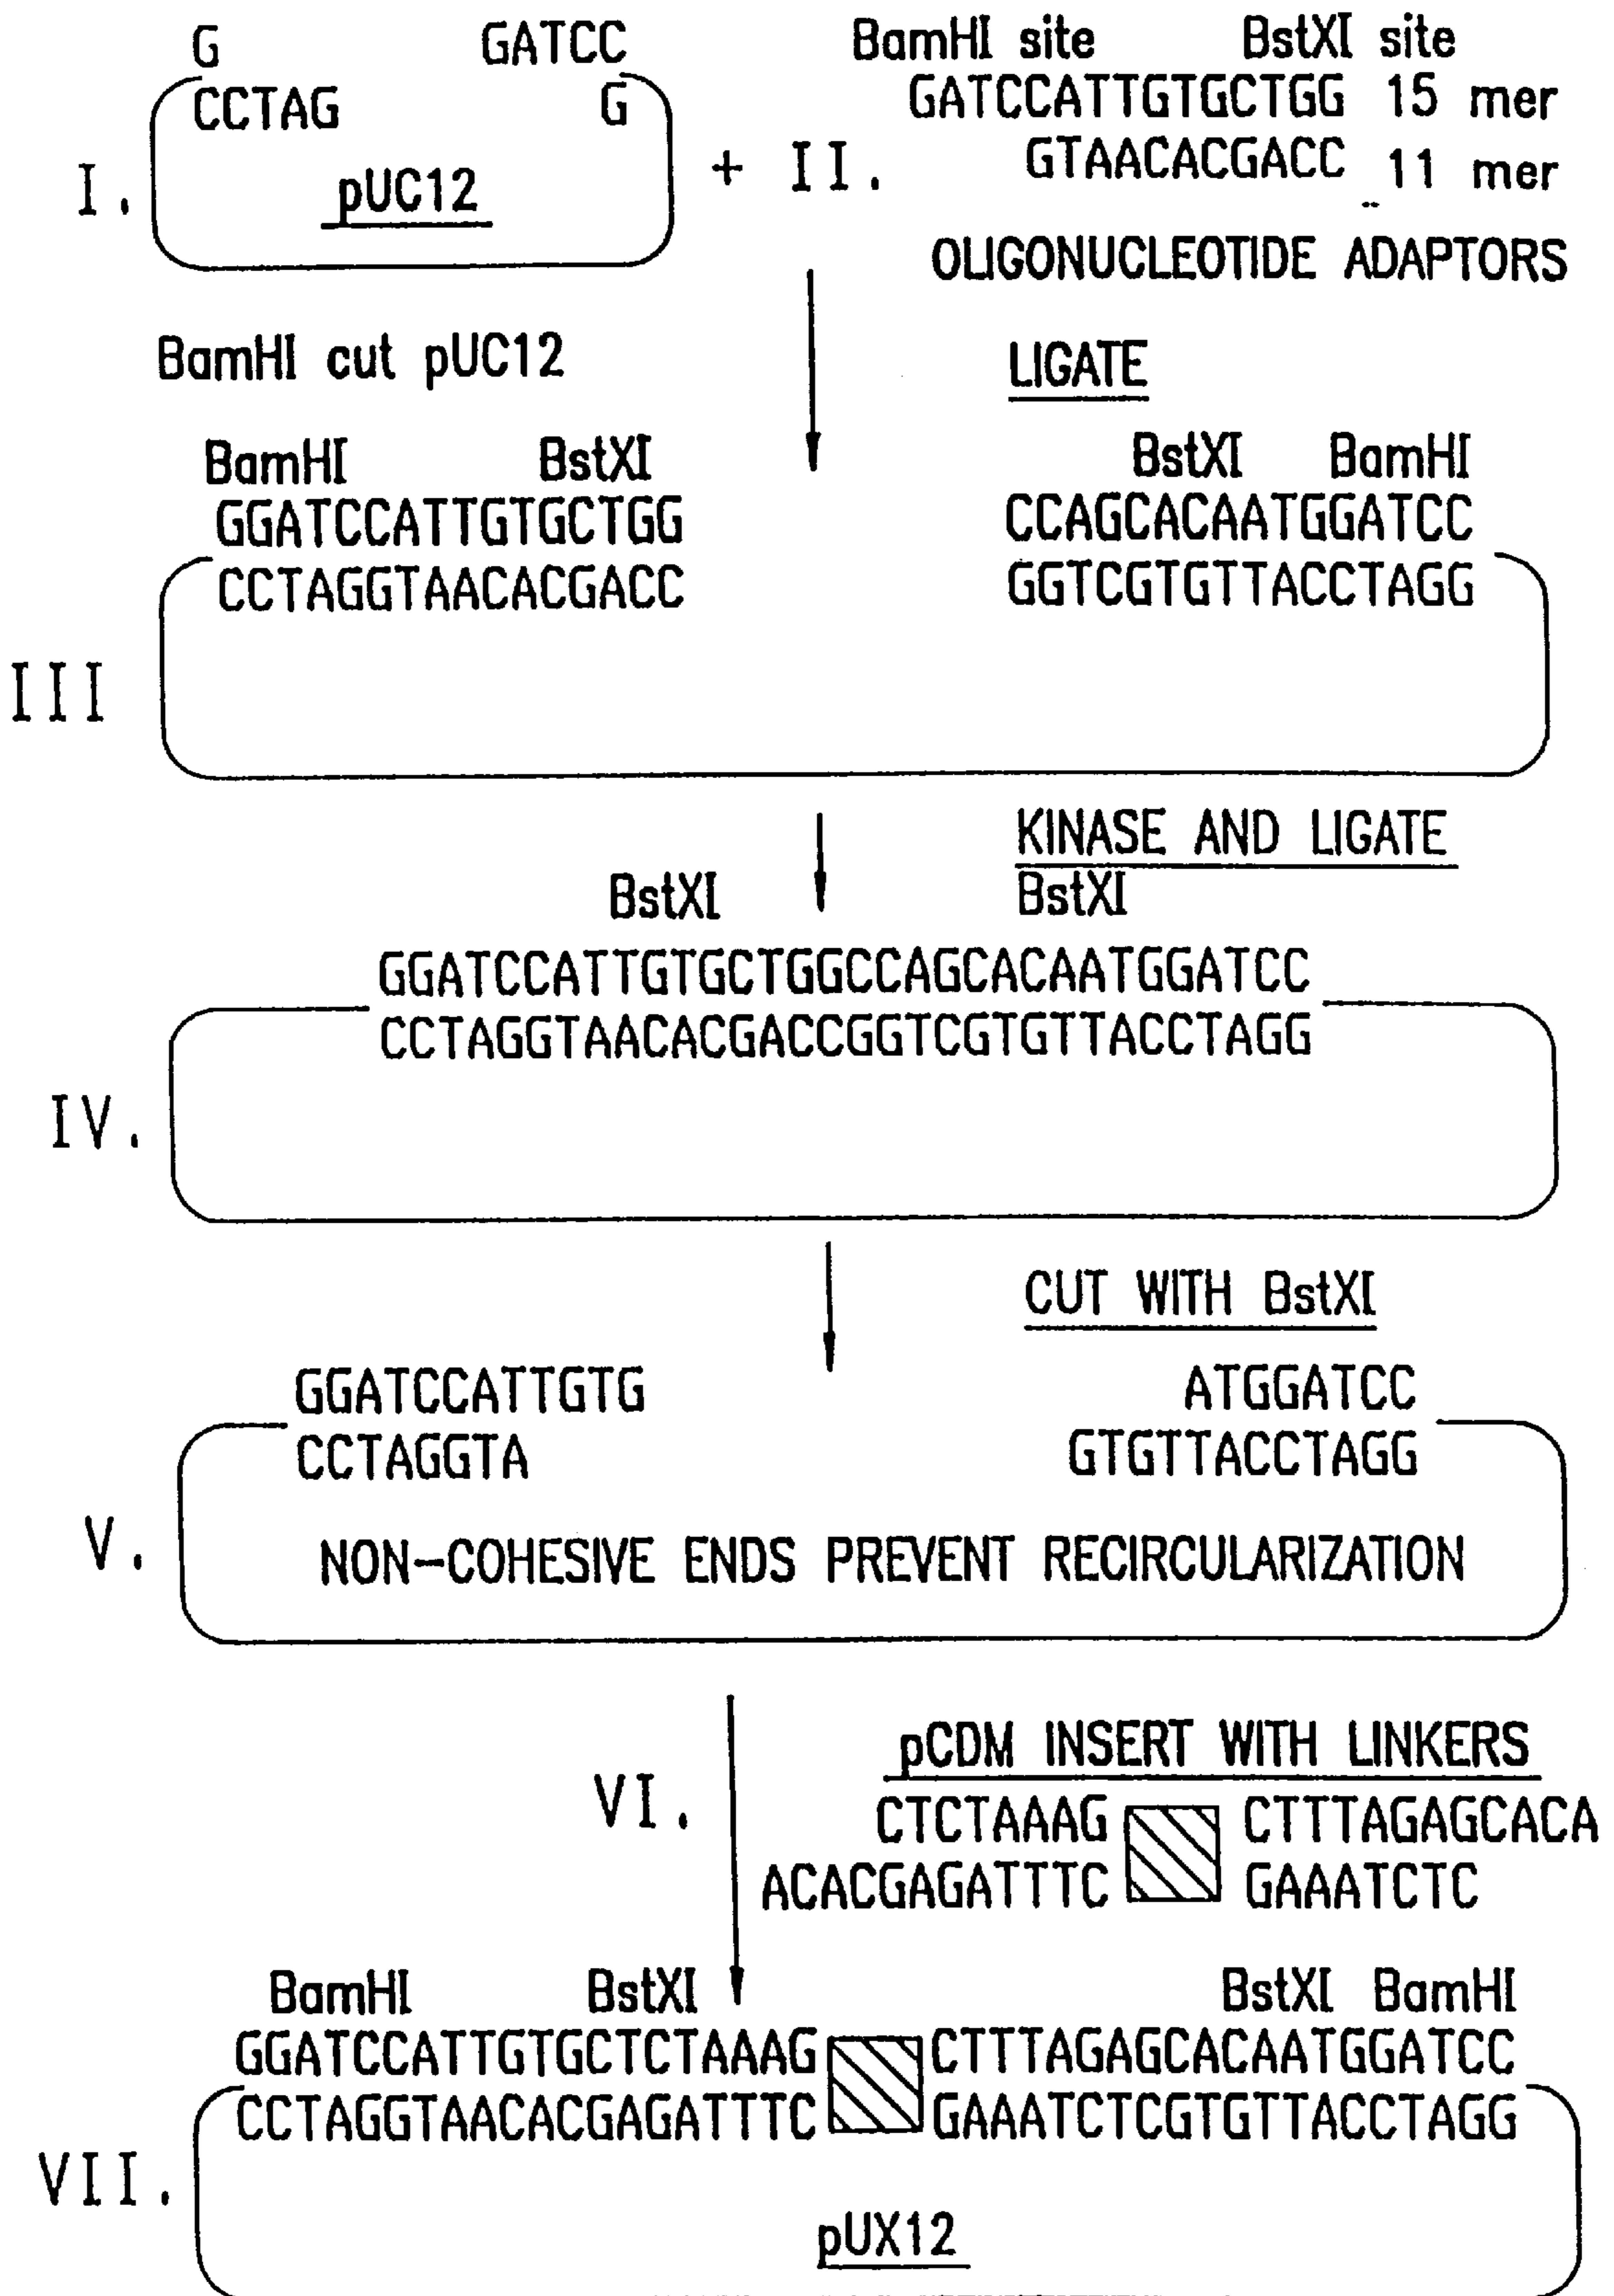 G GATCC
CCTAG G
I. pUC12
BamHI cut pUC12
+ II.
BamHI site BstXI site
GATCCATTGTGCTGG 15 mer
GTAACACGACC 11 mer
OLIGONUCLEOTIDE ADAPTORS
LIGATE
BamHI BstXI BstXI BamHI
GGATCCATTGTGCTGG CCAGCACAATGGATCC
CCTAGGTAACACGACC GGTCGTGTTACCTAGG
III
KINASE AND LIGATE
BstXI BstXI
GGATCCATTGTGCTGGCCAGCACAATGGATCC
CCTAGGTAACACGACCGGTCGTGTTACCTAGG
IV.
CUT WITH BstXI
GGATCCATTGTG ATGGATCC
CCTAGGTA GTGTTACCTAGG
V. NON-COHESIVE ENDS PREVENT RECIRCULARIZATION
VI. pCDM INSERT WITH LINKERS
CTCTAAAG CTTTAGAGCACA
ACACGAGATTTC GAAATCTC
BamHI BstXI BstXI BamHI
GGATCCATTGTGCTCTAAAG CTTTAGAGCACAATGGATCC
CCTAGGTAACACGAGATTTC GAAATCTCGTGTTACCTAGG
VII.
pUX12